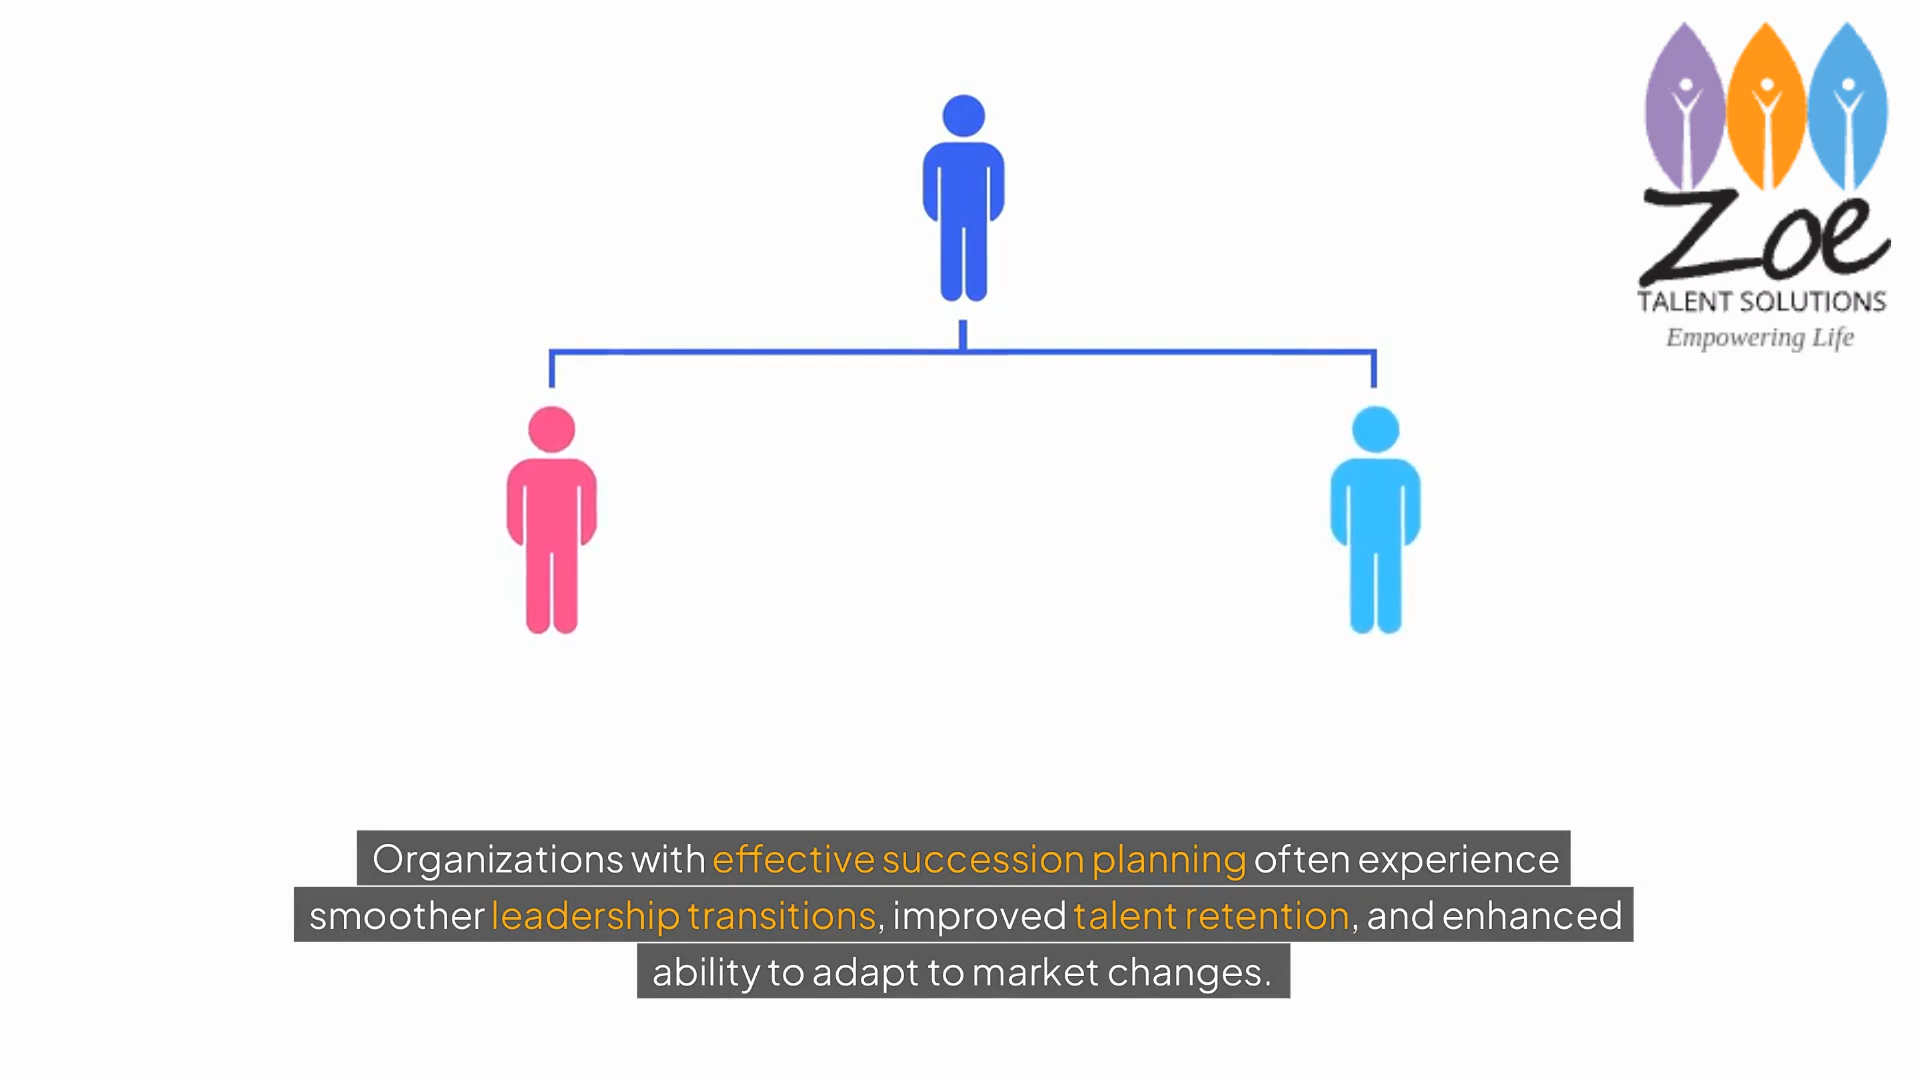 Zoe
TALENT SOLUTIONS
Empowering Life
Organizations with effective succession planning often experience
smoother leadership transitions, improved talent retention, and enhanced
ability to adapt to market changes.